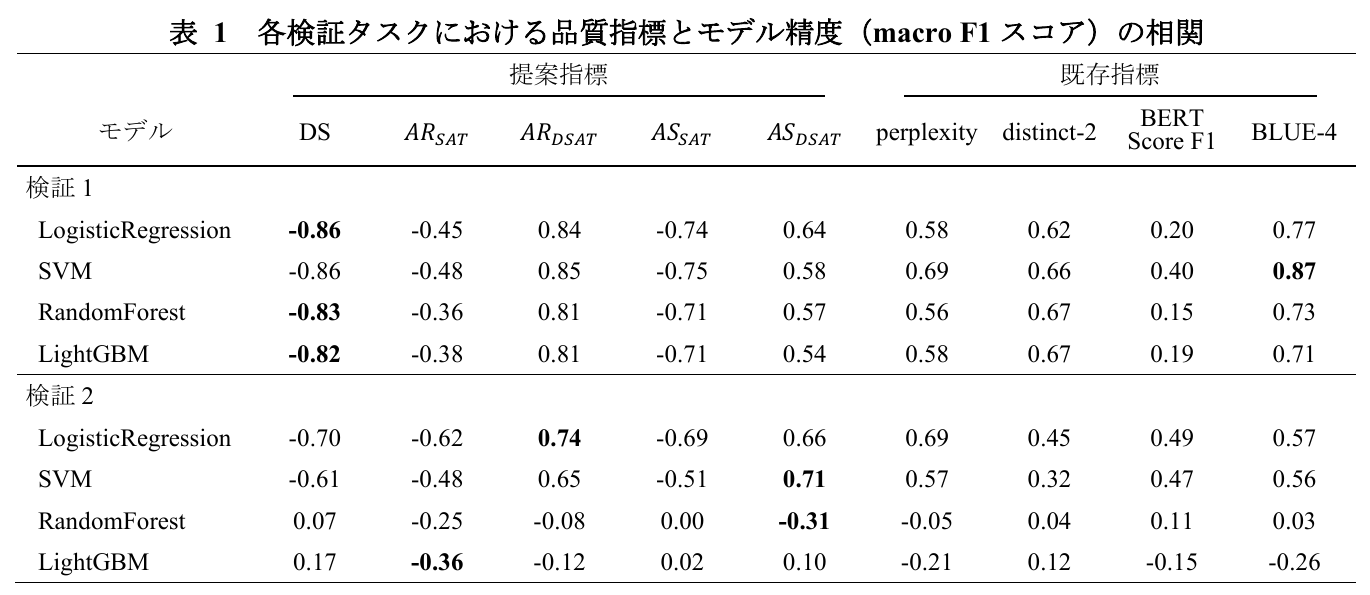 表 1 各検証タスクにおける品質指標とモデル精度（macro F1 スコア）の相関
提案指標 既存指標
モデル DS AR_SAT AR_DSAT AS_SAT AS_DSAT perplexity distinct-2 BERT Score F1 BLUE-4
検証 1
LogisticRegression -0.86 -0.45 0.84 -0.74 0.64 0.58 0.62 0.20 0.77
SVM -0.86 -0.48 0.85 -0.75 0.58 0.69 0.66 0.40 0.87
RandomForest -0.83 -0.36 0.81 -0.71 0.57 0.56 0.67 0.15 0.73
LightGBM -0.82 -0.38 0.81 -0.71 0.54 0.58 0.67 0.19 0.71
検証 2
LogisticRegression -0.70 -0.62 0.74 -0.69 0.66 0.69 0.45 0.49 0.57
SVM -0.61 -0.48 0.65 -0.51 0.71 0.57 0.32 0.47 0.56
RandomForest 0.07 -0.25 -0.08 0.00 -0.31 -0.05 0.04 0.11 0.03
LightGBM 0.17 -0.36 -0.12 0.02 0.10 -0.21 0.12 -0.15 -0.26